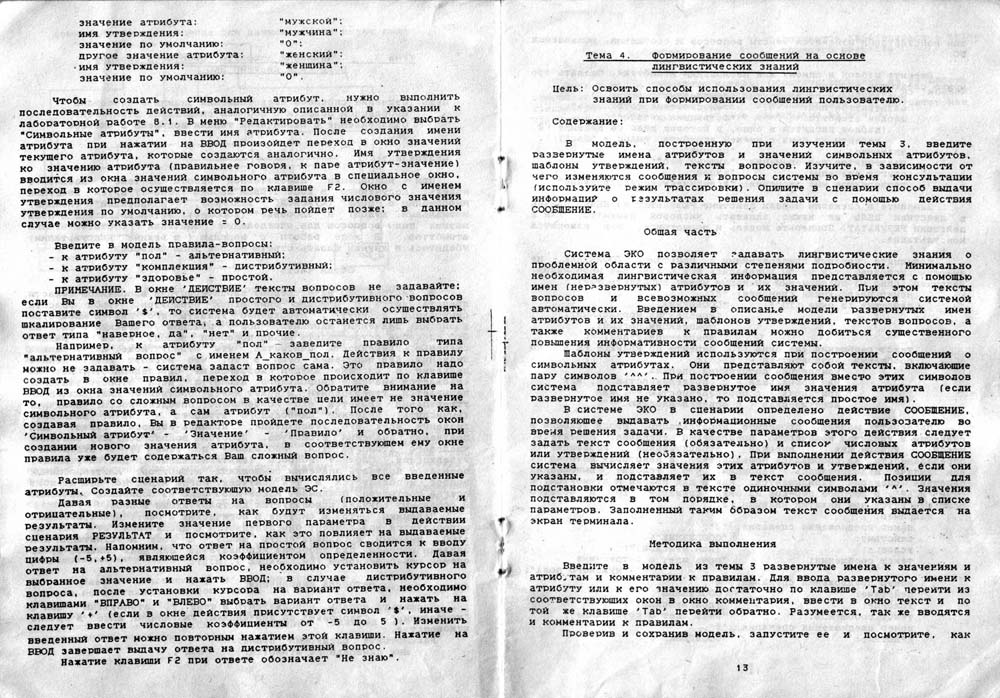 значение атрибута: "мужской";
имя утверждения: "мужчина";
значение по умолчанию: "0";
другое значение атрибута: "женский";
имя утверждения: "женщина";
значение по умолчанию: "0".
Чтобы создать символьный атрибут, нужно выполнить
последовательность действий, аналогичную описанной в указании к
лабораторной работе 8.1. В меню "Редактировать" необходимо выбрать
"Символьные атрибуты", ввести имя атрибута. После создания имени
атрибута при нажатии на ВВОД произойдет переход в окно значений
текущего атрибута, которые создаются аналогично. Имя утверждения
ко значению атрибута (правильнее говоря, к паре атрибут-значение)
вводится из окна значений символьного атрибута в специальное окно,
переход в которое осуществляется по клавише F2. Окно с именем
утверждения предполагает возможность задания числового значения
утверждения по умолчанию, о котором речь пойдет позже; в данном
случае можно указать значение = 0.
Введите в модель правила-вопросы:
- к атрибуту "пол" - альтернативный;
- к атрибуту "комплекция" - дистрибутивный;
- к атрибуту "здоровье" - простой.
ПРИМЕЧАНИЕ. В окне 'ДЕЙСТВИЕ' тексты вопросов не задавайте;
если Вы в окне 'ДЕЙСТВИЕ' простого и дистрибутивного вопросов
поставите символ '$', то система будет автоматически осуществлять
шкалирование Вашего ответа, а пользователю останется лишь выбрать
ответ типа "наверное, да", "нет" и прочие.
Например, к атрибуту "пол" - заведите правило типа
"альтернативный вопрос" с именем А_каков_пол. Действия к правилу
можно не задавать - система задаст вопрос сама. Это правило надо
создать в окне правил, переход в которое происходит по клавише
ВВОД из окна значений символьного атрибута. Обратите внимание на
то, правило со сложным вопросом в качестве цели имеет не значение
символьного атрибута, а сам атрибут ("пол"). После того как,
создавая правило, Вы в редакторе пройдете последовательность окон
'Символьный атрибут' - 'Значение' - 'Правило' и обратно, при
создании нового значения атрибута, в соответствующем ему окне
правила уже будет содержаться Ваш сложный вопрос.
Расширьте сценарий так, чтобы вычислялись все введенные
атрибуты. Создайте соответствующую модель ЭС.
Давая разные ответы на вопросы (положительные и
отрицательные), посмотрите, как будут изменяться выдаваемые
результаты. Измените значение первого параметра в действии
сценария РЕЗУЛЬТАТ и посмотрите, как это повлияет на выдаваемые
результаты. Напомним, что ответ на простой вопрос сводится к вводу
цифры (-5,+5), являющейся коэффициентом определенности. Давая
ответ на альтернативный вопрос, необходимо установить курсор на
выбранное значение и нажать ВВОД; в случае дистрибутивного
вопроса, после установки курсора на вариант ответа, необходимо
клавишами "ВПРАВО" и "ВЛЕВО" выбрать вариант ответа и нажать на
клавишу '+' (если в окне действия присутствует символ '$', иначе -
следует ввести числовые коэффициенты от -5 до 5 ). Изменить
введенный ответ можно повторным нажатием этой клавиши. Нажатие на
ВВОД завершает выдачу ответа на дистрибутивный вопрос.
Нажатие клавиши F2 при ответе обозначает "Не знаю".
Тема 4. Формирование сообщений на основе
лингвистических знаний
Цель: Освоить способы использования лингвистических
знаний при формировании сообщений пользователю.
Содержание:
В модель, построенную при изучении темы 3, введите
развернутые имена атрибутов и значений символьных атрибутов,
шаблоны утверждений, тексты вопросов. Изучите, в зависимости от
чего изменяются сообщения и вопросы системы во время консультации
(используйте режим трассировки). Опишите в сценарии способ выдачи
информаций о результатах решения задачи с помощью действия
СООБЩЕНИЕ.
Общая часть
Система ЭКО позволяет задавать лингвистические знания о
проблемной области с различными степенями подробности. Минимально
необходимая лингвистическая информация представляется с помощью
имен (неразвернутых) атрибутов и их значений. При этом тексты
вопросов и всевозможных сообщений генерируются системой
автоматически. Введением в описанье модели развернутых имен
атрибутов и их значений, шаблонов утверждений, текстов вопросов, а
также комментариев к правилам можно добиться существенного
повышения информативности сообщений системы.
Шаблоны утверждений используются при построении сообщений о
символьных атрибутах. Они представляют собой тексты, включающие
пару символов '^^'. При построении сообщения вместо этих символов
система подставляет развернутое имя значения атрибута (если
развернутое имя не указано, то подставляется простое имя).
В системе ЭКО в сценарии определено действие СООБЩЕНИЕ,
позволяющее выдавать информационные сообщения пользователю во
время решения задачи. В качестве параметров этого действия следует
задать текст сообщения (обязательно) и список числовых атрибутов
или утверждений (необязательно). При выполнении действия СООБЩЕНИЕ
система вычисляет значения этих атрибутов и утверждений, если они
указаны, и подставляет их в текст сообщения. Позиции для
подстановки отмечаются в тексте одиночными символами '^'. Значения
подставляются в том порядке, в котором они указаны в списке
параметров. Заполненный таким образом текст сообщения выдается на
экран терминала.
Методика выполнения
Введите в модель из темы 3 развернутые имена к значениям и
атрибутам и комментарии к правилам. Для ввода развернутого имени к
атрибуту или к его значению достаточно по клавише 'Tab' перейти из
соответствующих окон в окно комментария, ввести в окно текст и по
той же клавише 'Tab' перейти обратно. Разумеется, так же вводятся
и комментарии к правилам.
Проверив и сохранив модель, запустите ее и посмотрите, как
13